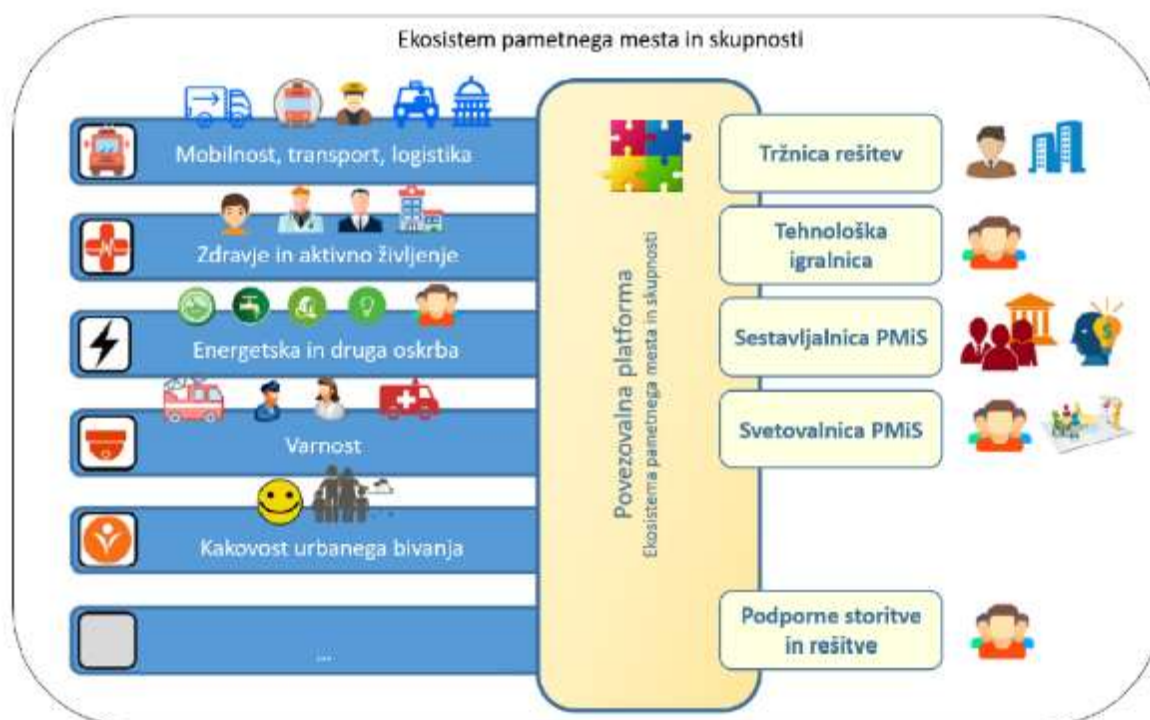 Ekosistem pametnega mesta in skupnosti
Mobilnost, transport, logistika
Zdravje in aktivno življenje
Energetska in druga oskrba
Varnost
Kakovost urbanega bivanja
...
Povezovalna platforma
Ekosistema pametnega mesta in skupnosti
Tržnica rešitev
Tehnološka
igralnica
Sestavljalnica PMiS
Svetovalnica PMiS
Podporne storitve
in rešitve